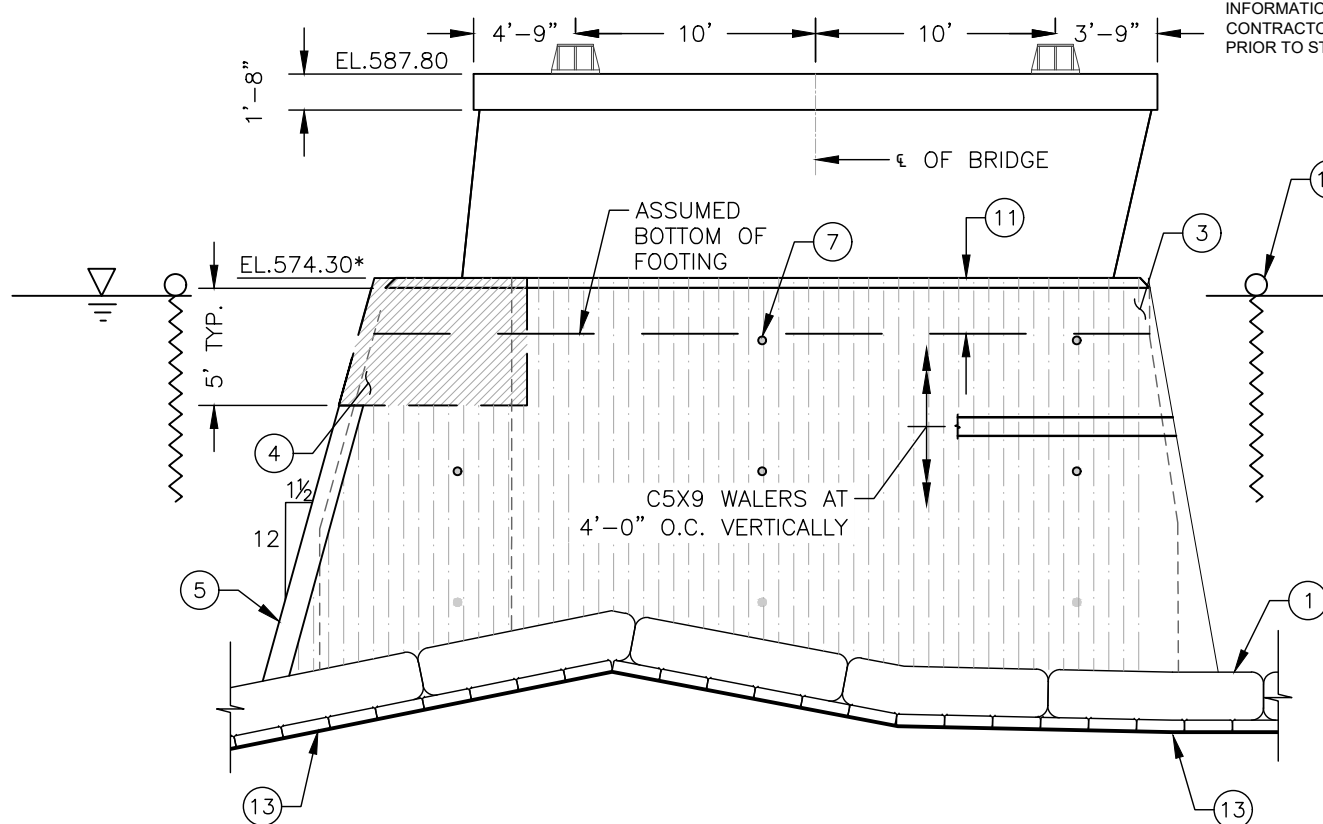 INFORMATIO
CONTRACTO
PRIOR TO ST
4'-9" 10' 10' 3'-9"
EL.587.80
1'-8"
℄ OF BRIDGE
1
ASSUMED
BOTTOM OF
FOOTING
7
11
3
EL.574.30*
5' TYP.
4
1½
12
C5X9 WALERS AT
4'-0" O.C. VERTICALLY
5
1
13
13